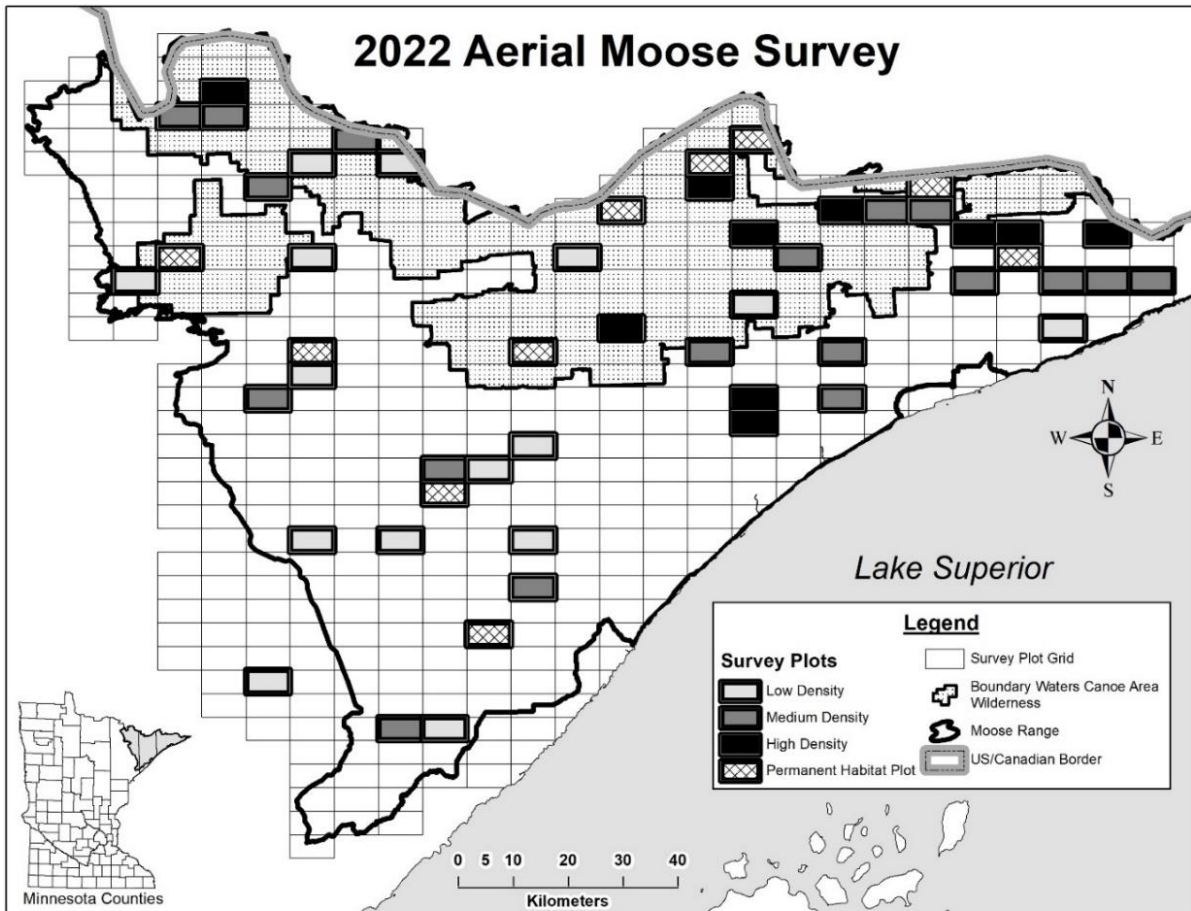 2022 Aerial Moose Survey
N
W
E
S
Lake Superior
Legend
Survey Plots
Low Density
Medium Density
High Density
Permanent Habitat Plot
Survey Plot Grid
Boundary Waters Canoe Area
Wilderness
Moose Range
US/Canadian Border
Minnesota Counties
0 5 10 20 30 40
Kilometers